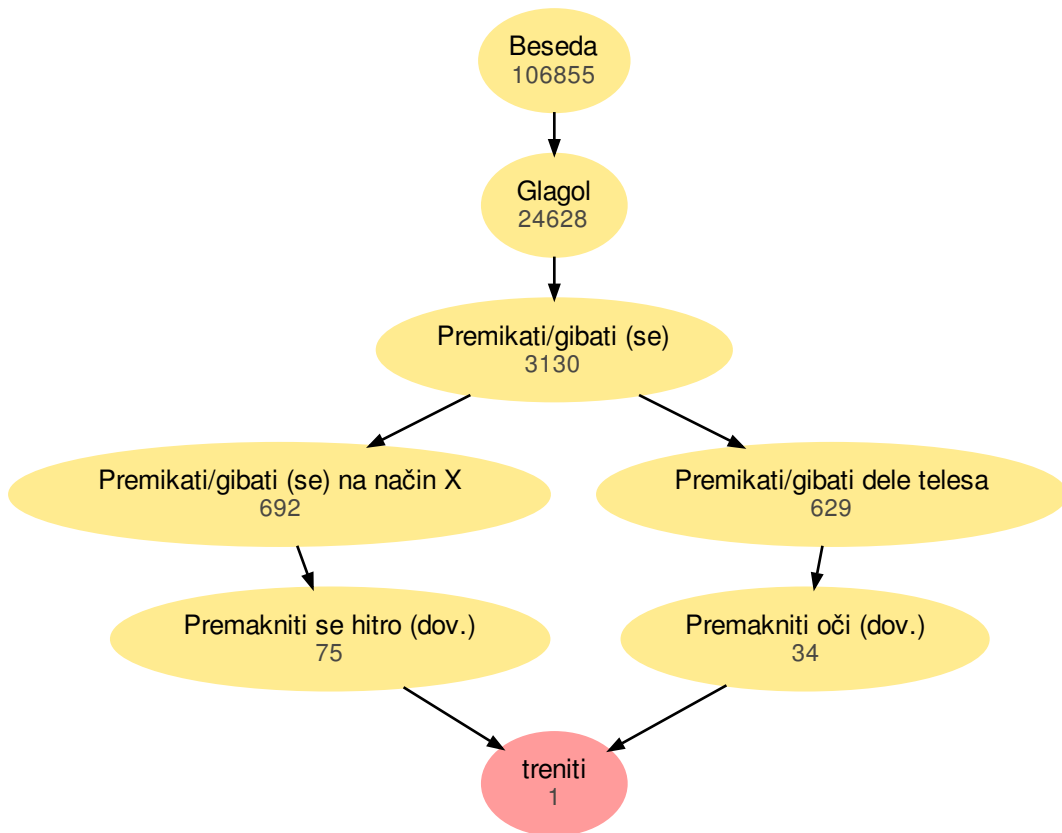 Beseda
106855
Glagol
24628
Premikati/gibati (se)
3130
Premikati/gibati (se) na način X
692
Premikati/gibati dele telesa
629
Premakniti se hitro (dov.)
75
Premakniti oči (dov.)
34
treniti
1